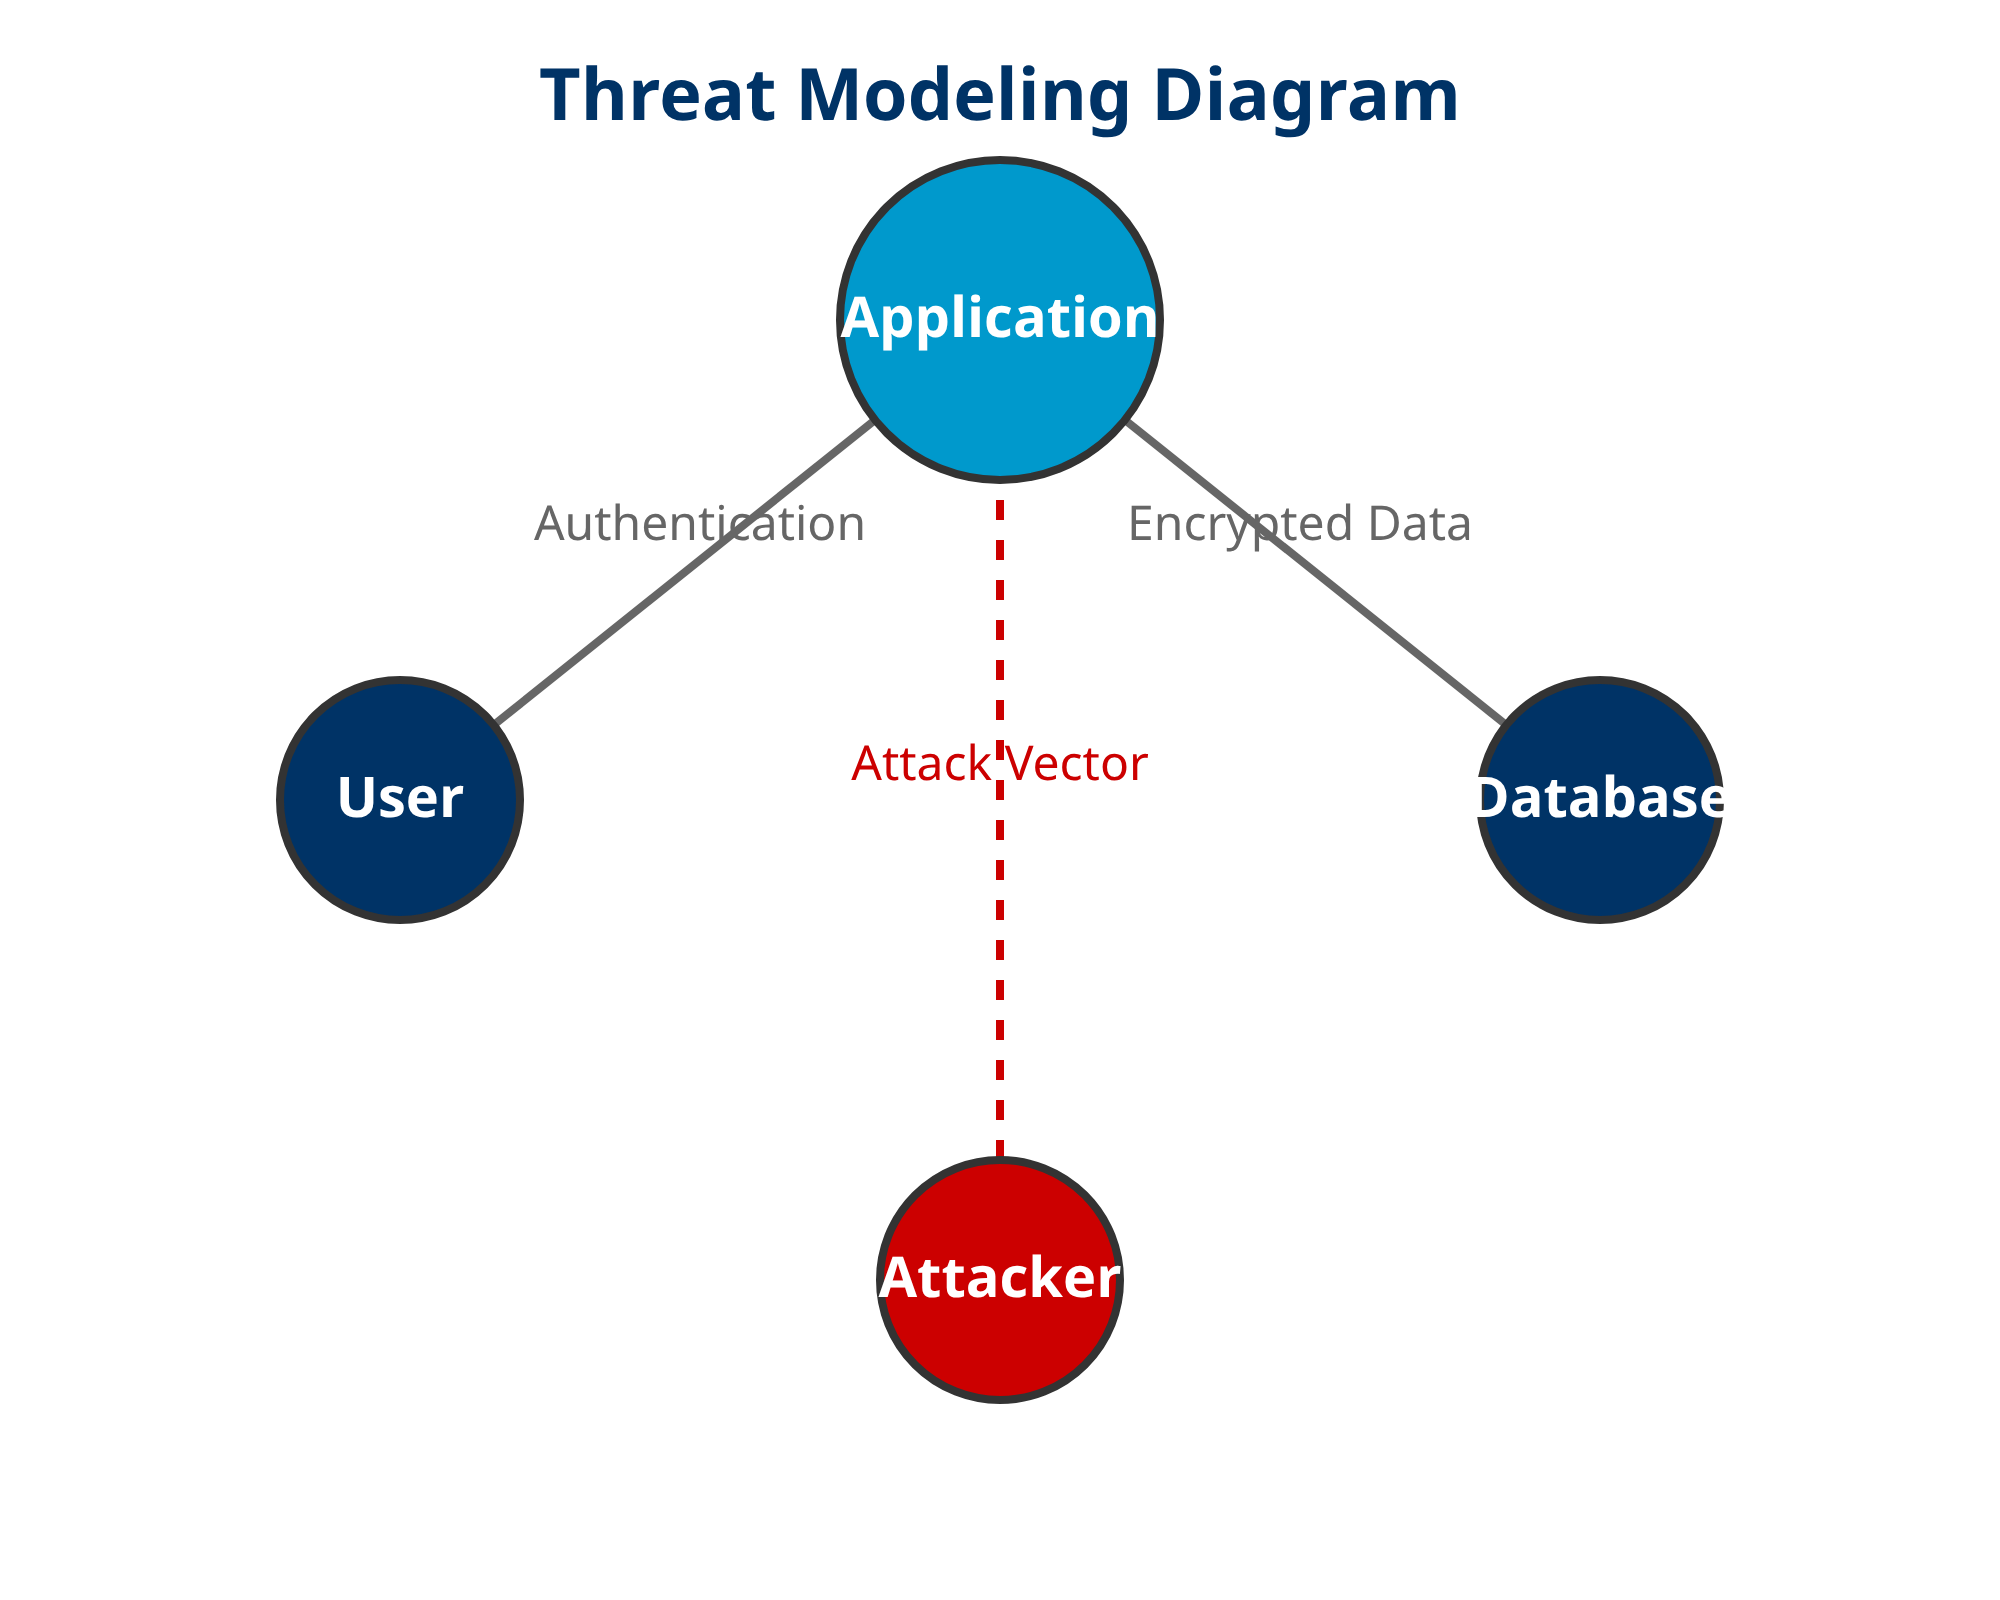 Threat Modeling Diagram
Application
Authentication
Encrypted Data
Attack Vector
User
Database
Attacker